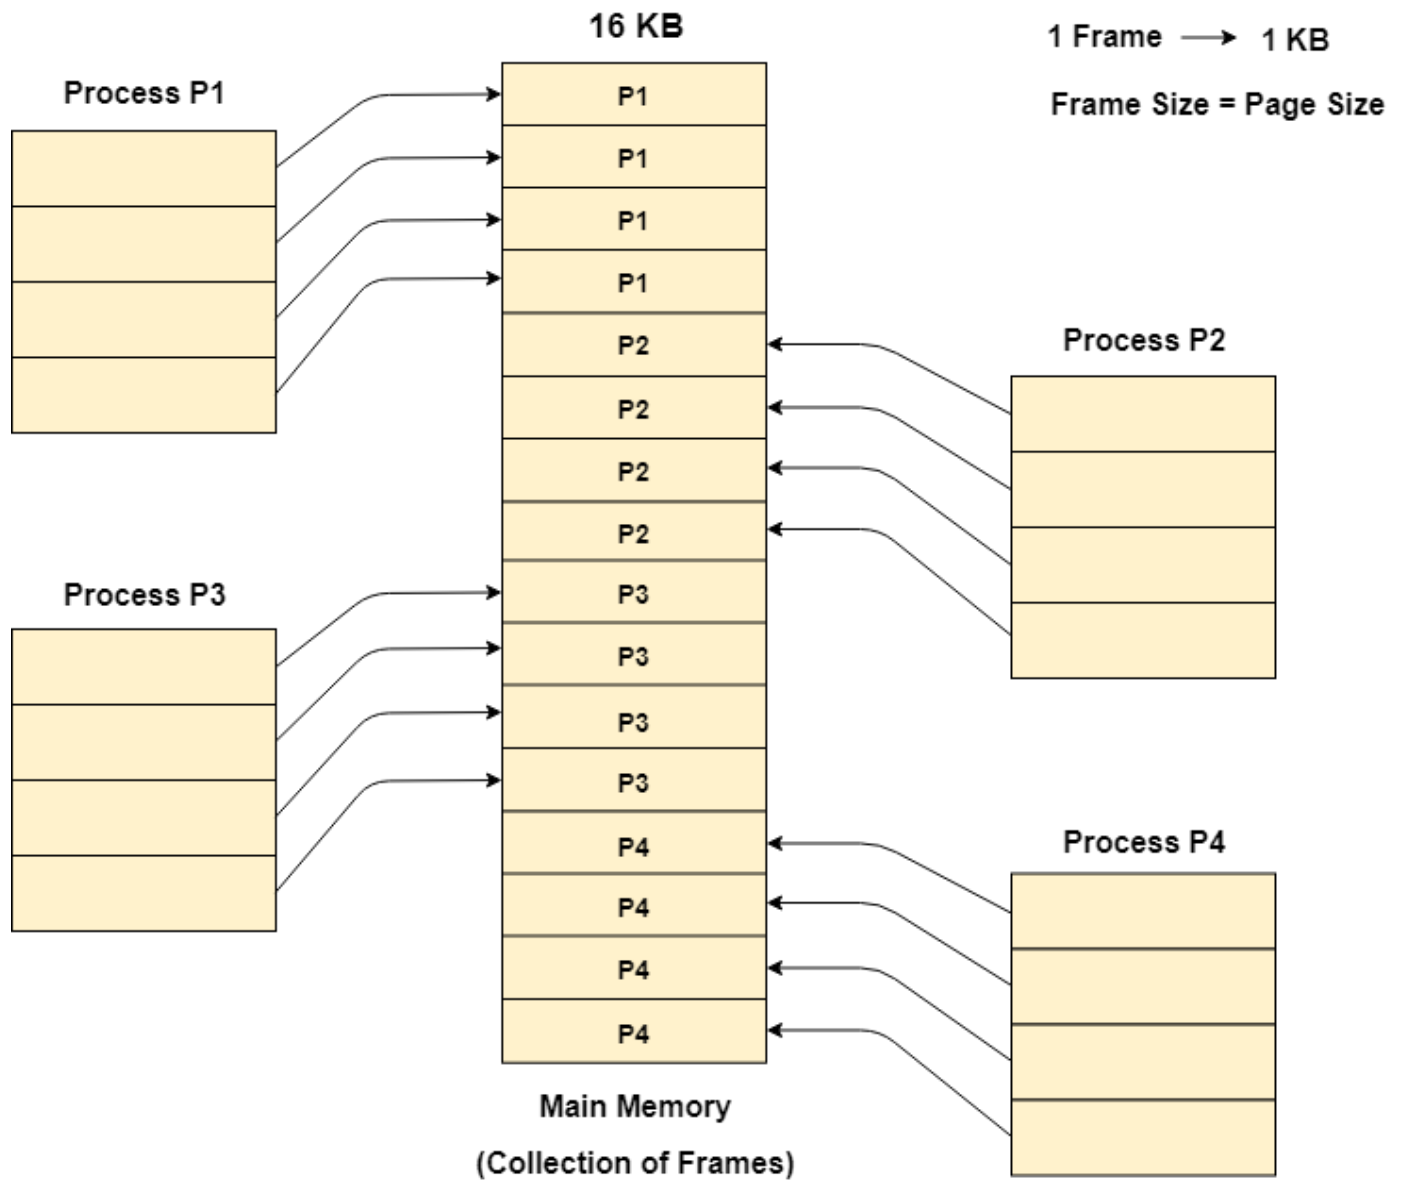 16 KB
1 Frame → 1 KB
Frame Size = Page Size
Process P1
P1
P1
P1
P1
P2
P2
P2
P2
P3
P3
P3
P3
P4
P4
P4
P4
Process P2
Process P3
Process P4
Main Memory
(Collection of Frames)